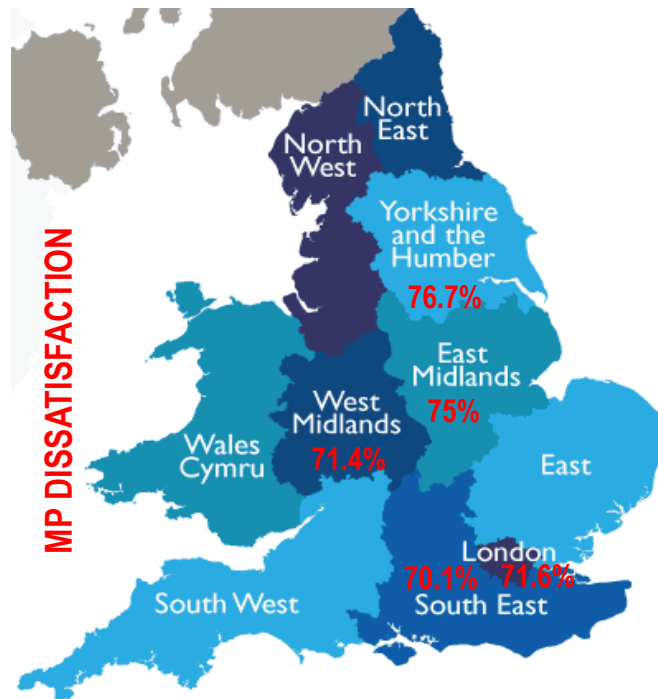 North
East
North
West
Yorkshire
and the
Humber
76.7%
MP DISSATISFACTION
East
Midlands
75%
West
Midlands
71.4%
Wales
Cymru
East
London
70.1% 71.6%
South West
South East